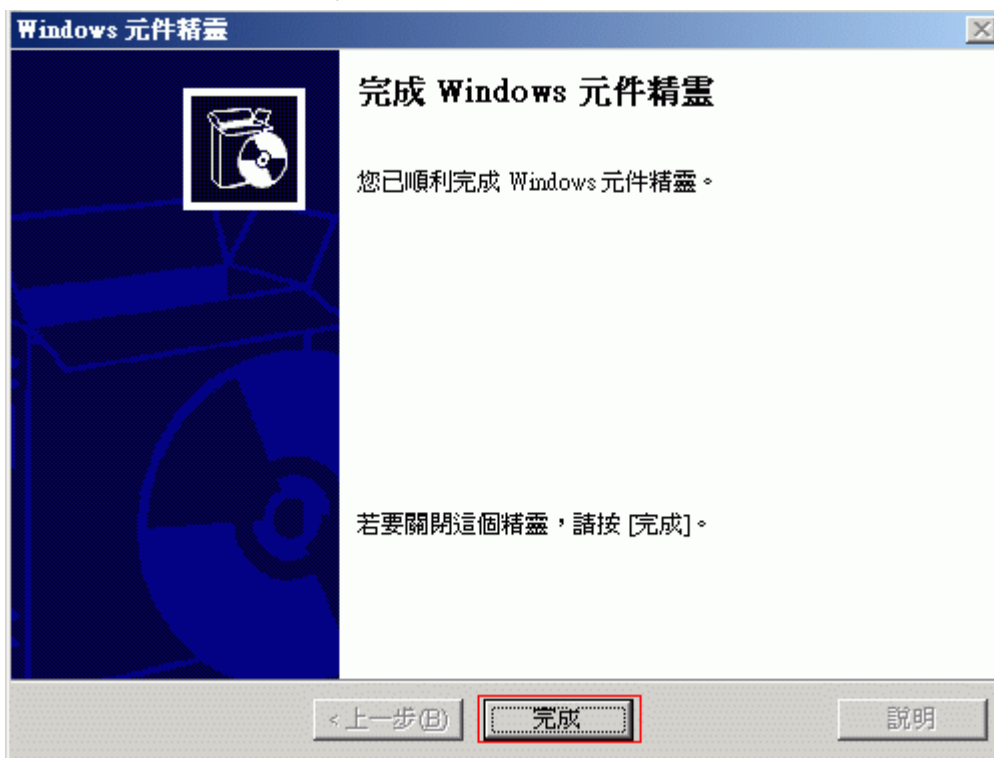 Windows 元件精靈
完成 Windows 元件精靈
您已順利完成 Windows 元件精靈。
若要關閉這個精靈，請按 [完成]。
< 上一步(B)
完成
說明